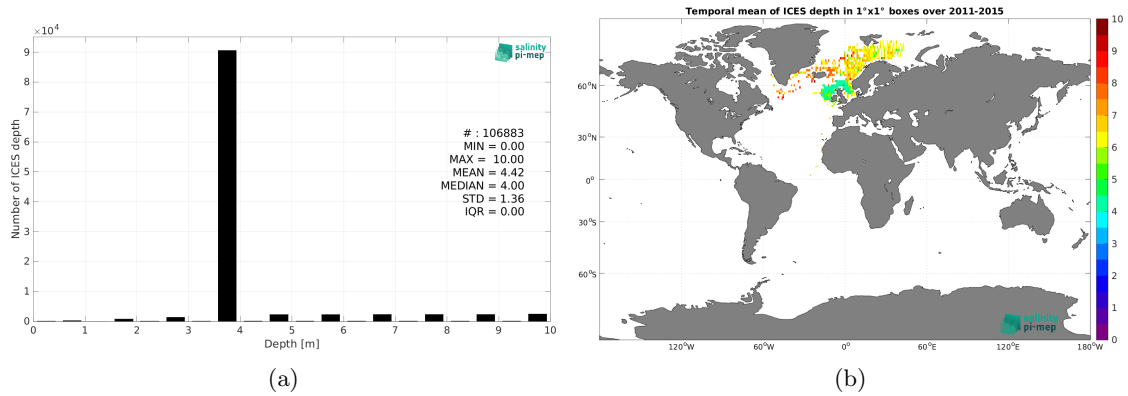 ×10⁴
9
8
7
6
5
4
3
2
1
0
Number of ICES depth
salinity
pi-mep
# : 106883
MIN = 0.00
MAX = 10.00
MEAN = 4.42
MEDIAN = 4.00
STD = 1.36
IQR = 0.00
0 1 2 3 4 5 6 7 8 9 10
Depth [m]
(a)
Temporal mean of ICES depth in 1°x1° boxes over 2011-2015
60°N
30°N
0°
30°S
60°S
120°W 60°W 0° 60°E 120°E 180°W
salinity
pi-mep
10
9
8
7
6
5
4
3
2
1
0
(b)